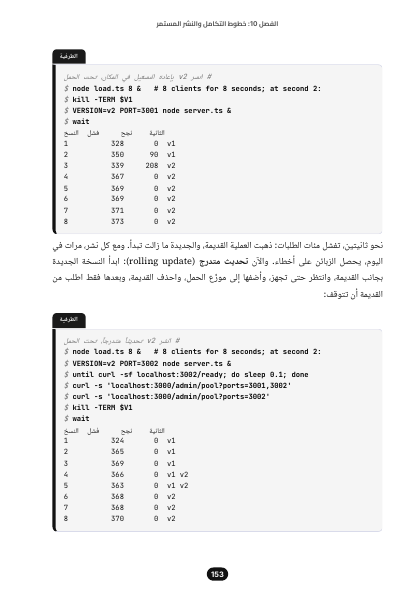 الفصل 10: خطوط التكامل والنشر المستمر
الطرفية
# انشر v2 بإعادة التشغيل في المكان، تحت الحمل
$ node load.ts 8 &   # 8 clients for 8 seconds; at second 2:
$ kill -TERM $V1
$ VERSION=v2 PORT=3001 node server.ts &
$ wait
الثانية نجح فشل النسخ
1 328 0 v1
2 350 90 v1
3 339 208 v2
4 367 0 v2
5 369 0 v2
6 369 0 v2
7 371 0 v2
8 373 0 v2
نحو ثانيتين، تفشل مئات الطلبات: ذهبت العملية القديمة، والجديدة ما زالت تبدأ. ومع كل نشر، مرات في
اليوم، يحصل الزبائن على أخطاء. والآن تحديث متدرج (rolling update): ابدأ النسخة الجديدة
بجانب القديمة، وانتظر حتى تجهز، وأضفها إلى موزّع الحمل، واحذف القديمة، وبعدها فقط اطلب من
القديمة أن تتوقف:
الطرفية
# انشر v2 تحديثًا متدرجًا، تحت الحمل
$ node load.ts 8 &   # 8 clients for 8 seconds; at second 2:
$ VERSION=v2 PORT=3002 node server.ts &
$ until curl -sf localhost:3002/ready; do sleep 0.1; done
$ curl -s 'localhost:3000/admin/pool?ports=3001,3002'
$ curl -s 'localhost:3000/admin/pool?ports=3002'
$ kill -TERM $V1
$ wait
الثانية نجح فشل النسخ
1 324 0 v1
2 365 0 v1
3 369 0 v1
4 366 0 v1 v2
5 363 0 v1 v2
6 368 0 v2
7 368 0 v2
8 370 0 v2
153